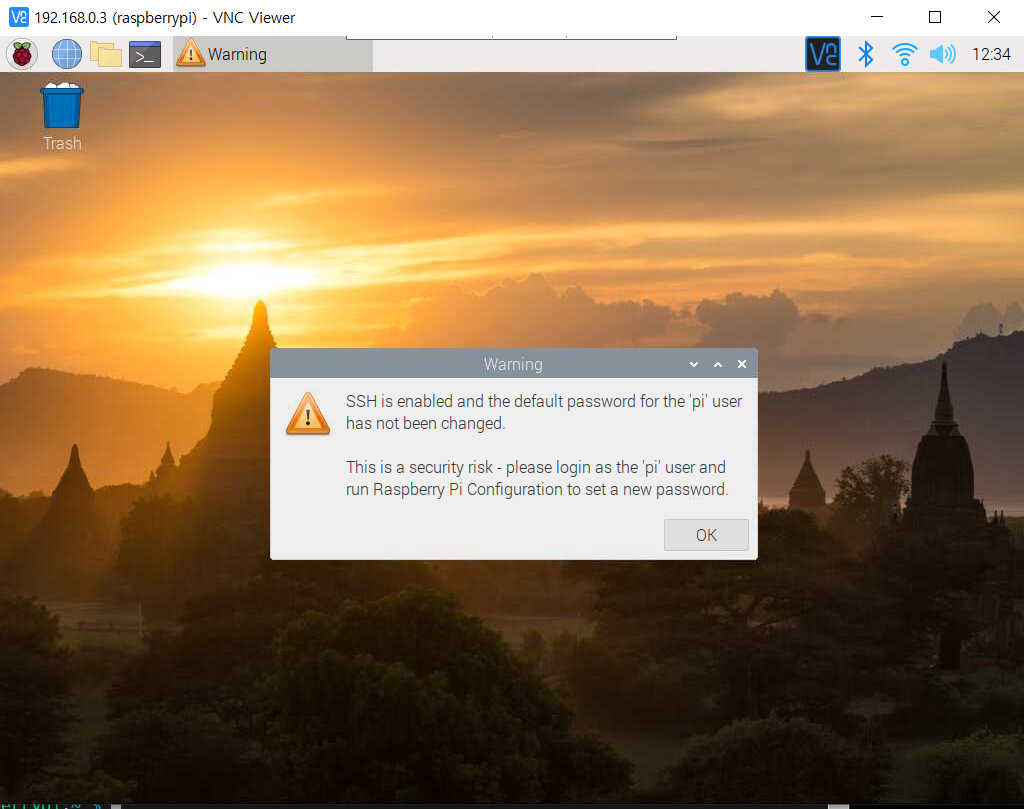 192.168.0.3 (raspberrypi) - VNC Viewer
Warning
12:34
Trash
Warning
SSH is enabled and the default password for the 'pi' user
has not been changed.
This is a security risk - please login as the 'pi' user and
run Raspberry Pi Configuration to set a new password.
OK